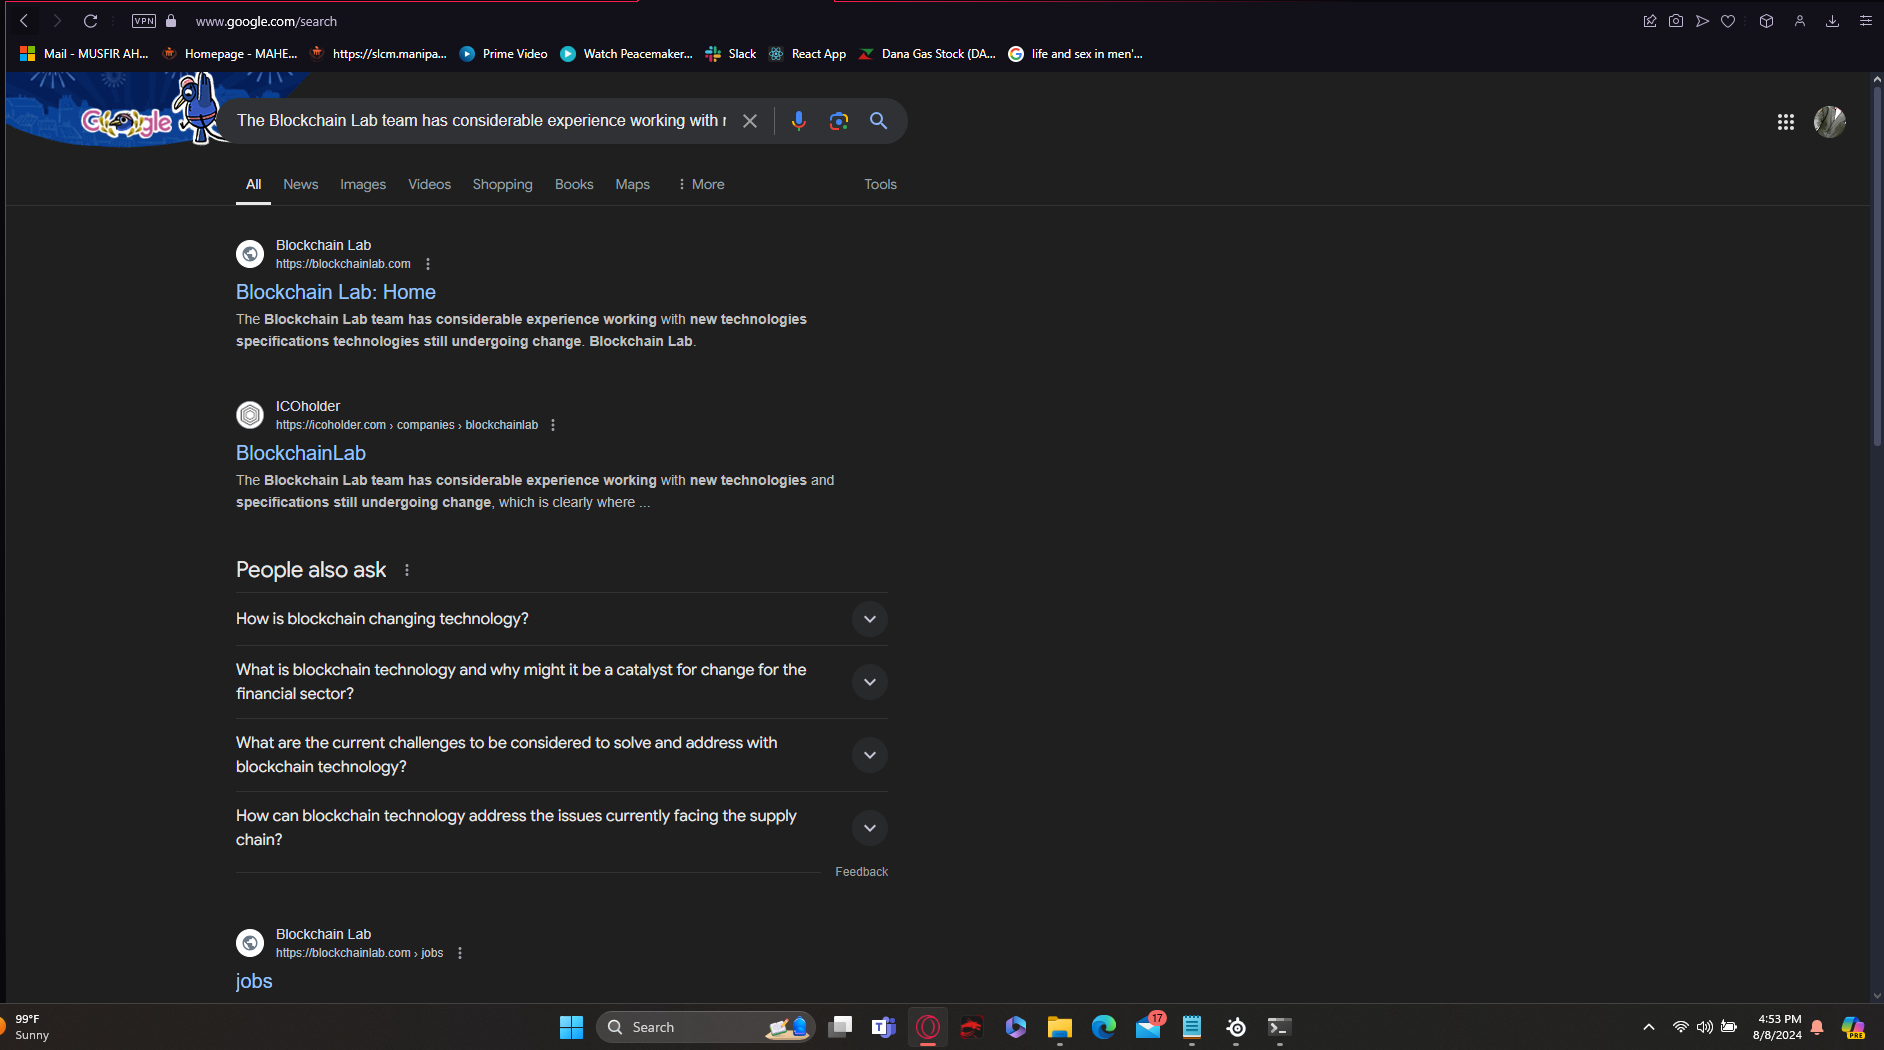 VPN
www.google.com/search
Mail - MUSFIR AH...
Homepage - MAHE...
https://slcm.manipa...
Prime Video
Watch Peacemaker...
Slack
React App
Dana Gas Stock (DA...
life and sex in men'...
Google
The Blockchain Lab team has considerable experience working with r
All
News
Images
Videos
Shopping
Books
Maps
More
Tools
Blockchain Lab
https://blockchainlab.com
Blockchain Lab: Home
The Blockchain Lab team has considerable experience working with new technologies
specifications technologies still undergoing change. Blockchain Lab.
ICOholder
https://icoholder.com › companies › blockchainlab
BlockchainLab
The Blockchain Lab team has considerable experience working with new technologies and
specifications still undergoing change, which is clearly where ...
People also ask
How is blockchain changing technology?
What is blockchain technology and why might it be a catalyst for change for the
financial sector?
What are the current challenges to be considered to solve and address with
blockchain technology?
How can blockchain technology address the issues currently facing the supply
chain?
Feedback
Blockchain Lab
https://blockchainlab.com › jobs
jobs
99°F
Sunny
Search
17
4:53 PM
8/8/2024
PRE